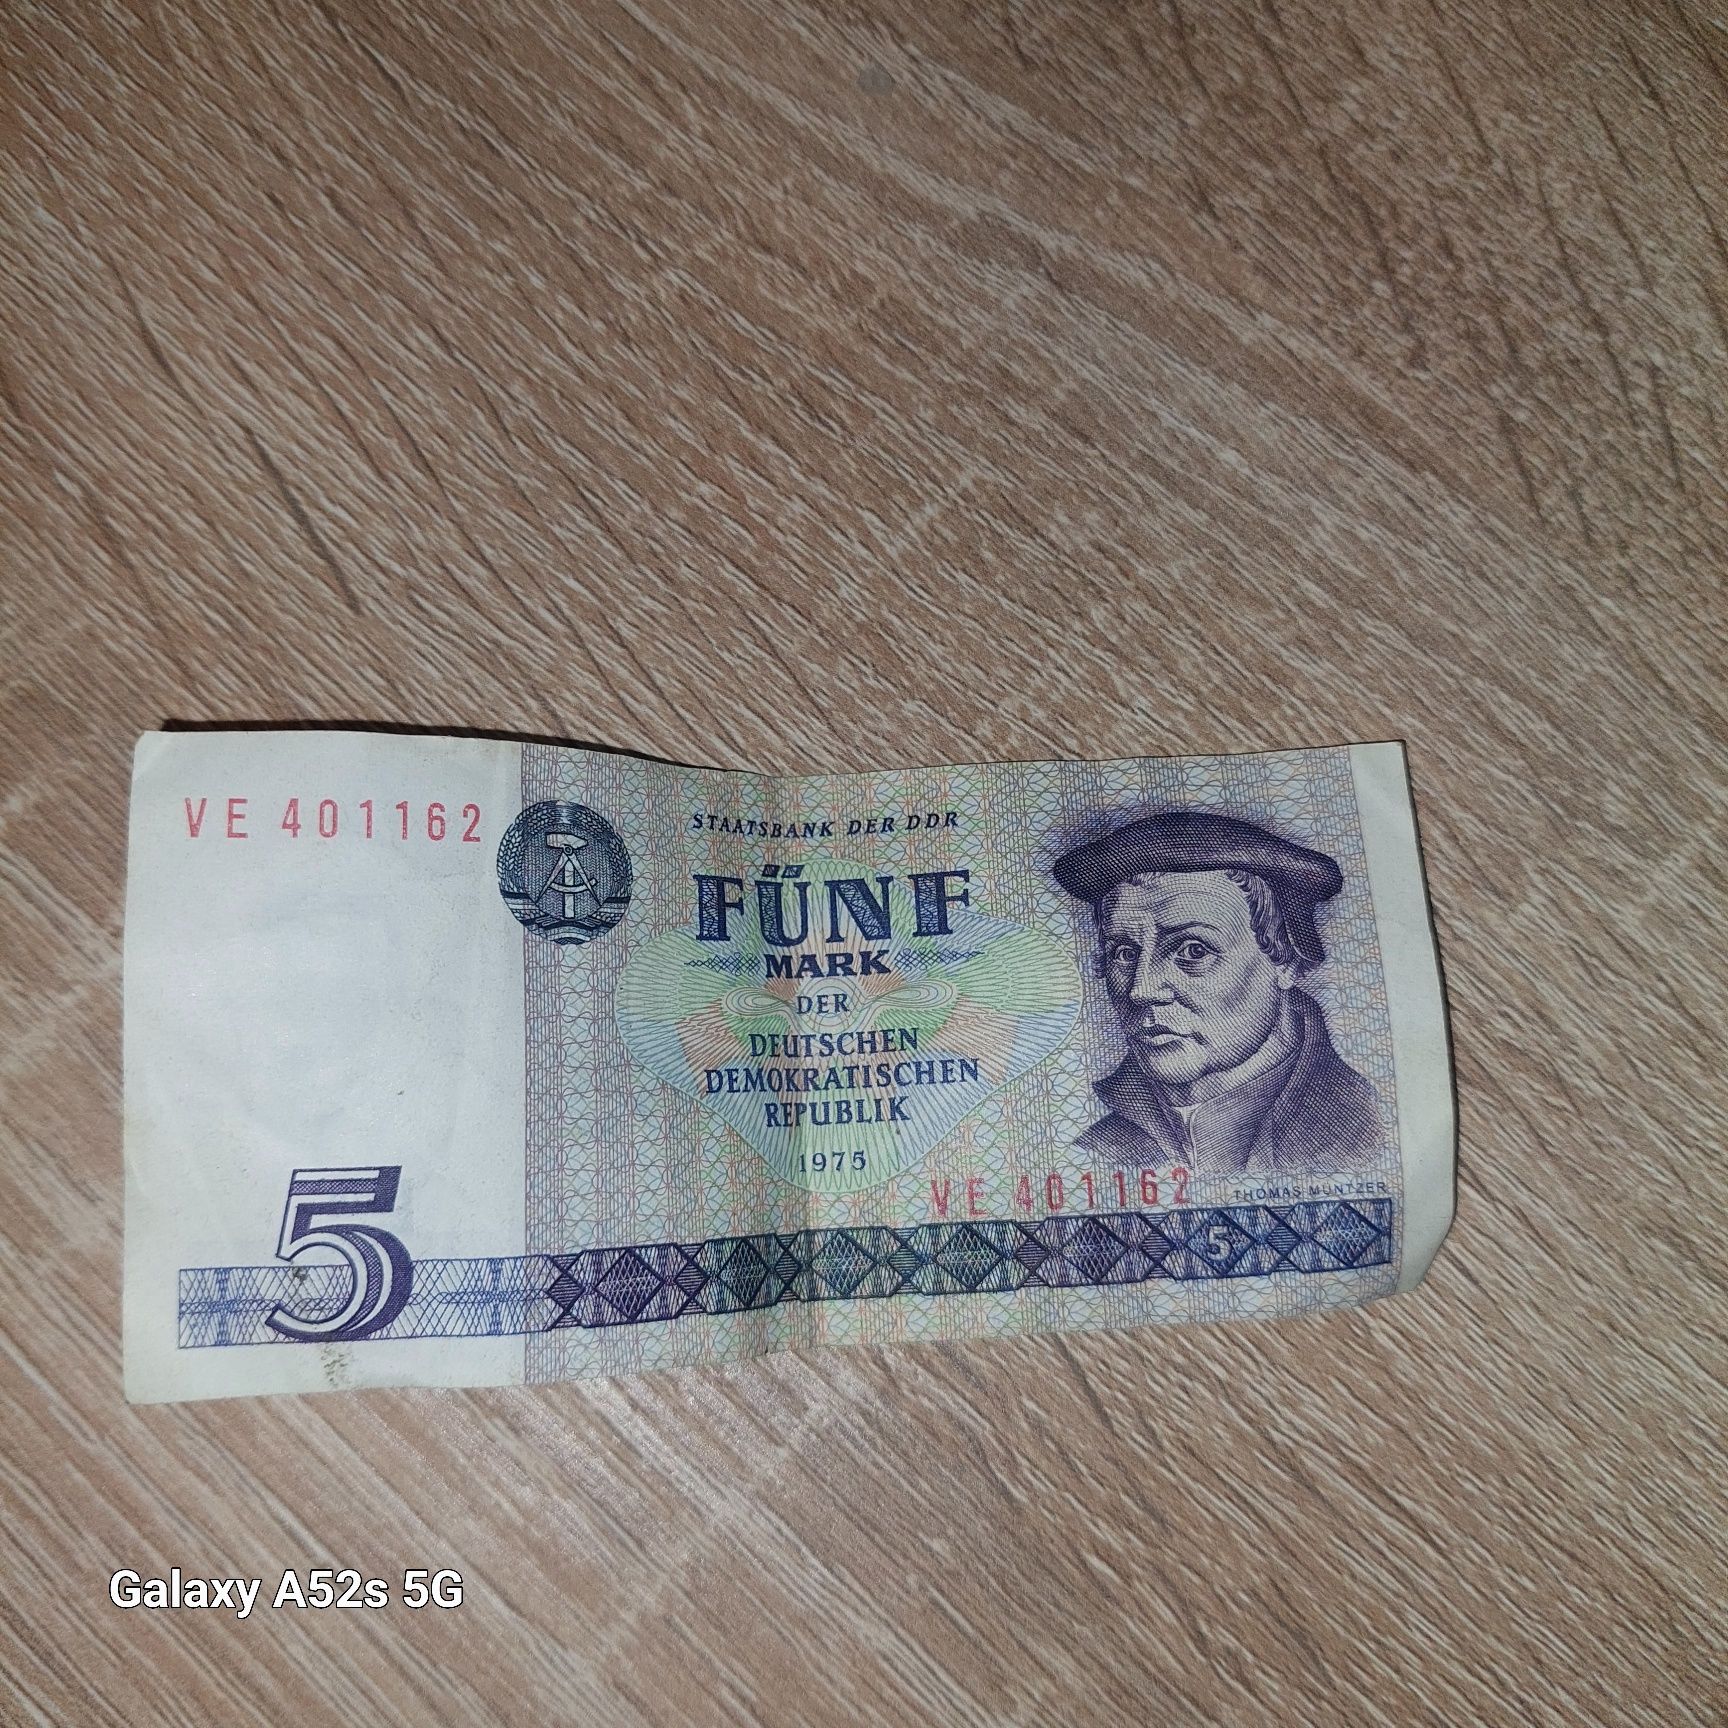 VE 401162
STAATSBANK DER DDR
FÜNF
MARK
DER
DEUTSCHEN
DEMOKRATISCHEN
REPUBLIK
1975
VE 401162
THOMAS MÜNTZER
5
5
Galaxy A52s 5G